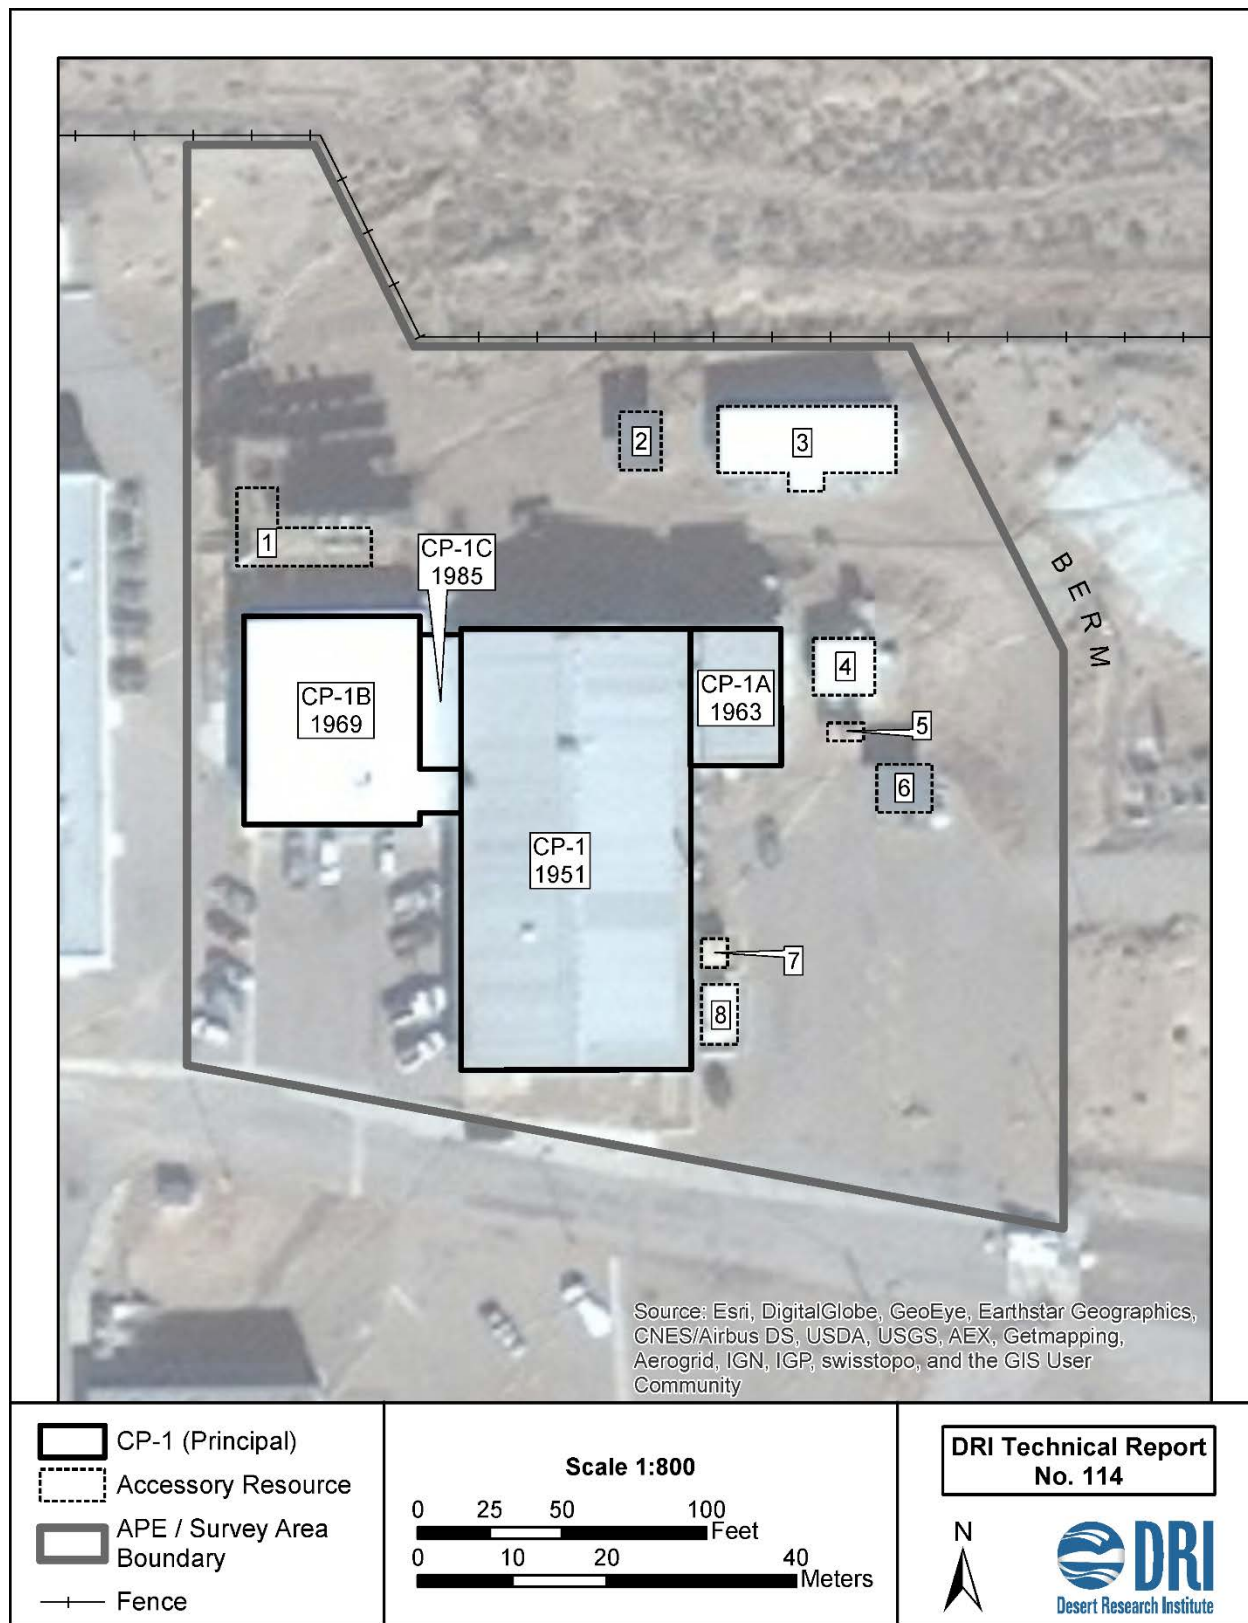 2
3
1
CP-1C
1985
BERM
CP-1B
1969
CP-1A
1963
4
5
6
CP-1
1951
7
8
Source: Esri, DigitalGlobe, GeoEye, Earthstar Geographics,
CNES/Airbus DS, USDA, USGS, AEX, Getmapping,
Aerogrid, IGN, IGP, swisstopo, and the GIS User
Community
CP-1 (Principal)
Accessory Resource
APE / Survey Area
Boundary
Fence
Scale 1:800
0 25 50 100
Feet
0 10 20 40
Meters
DRI Technical Report
No. 114
N
DRI
Desert Research Institute